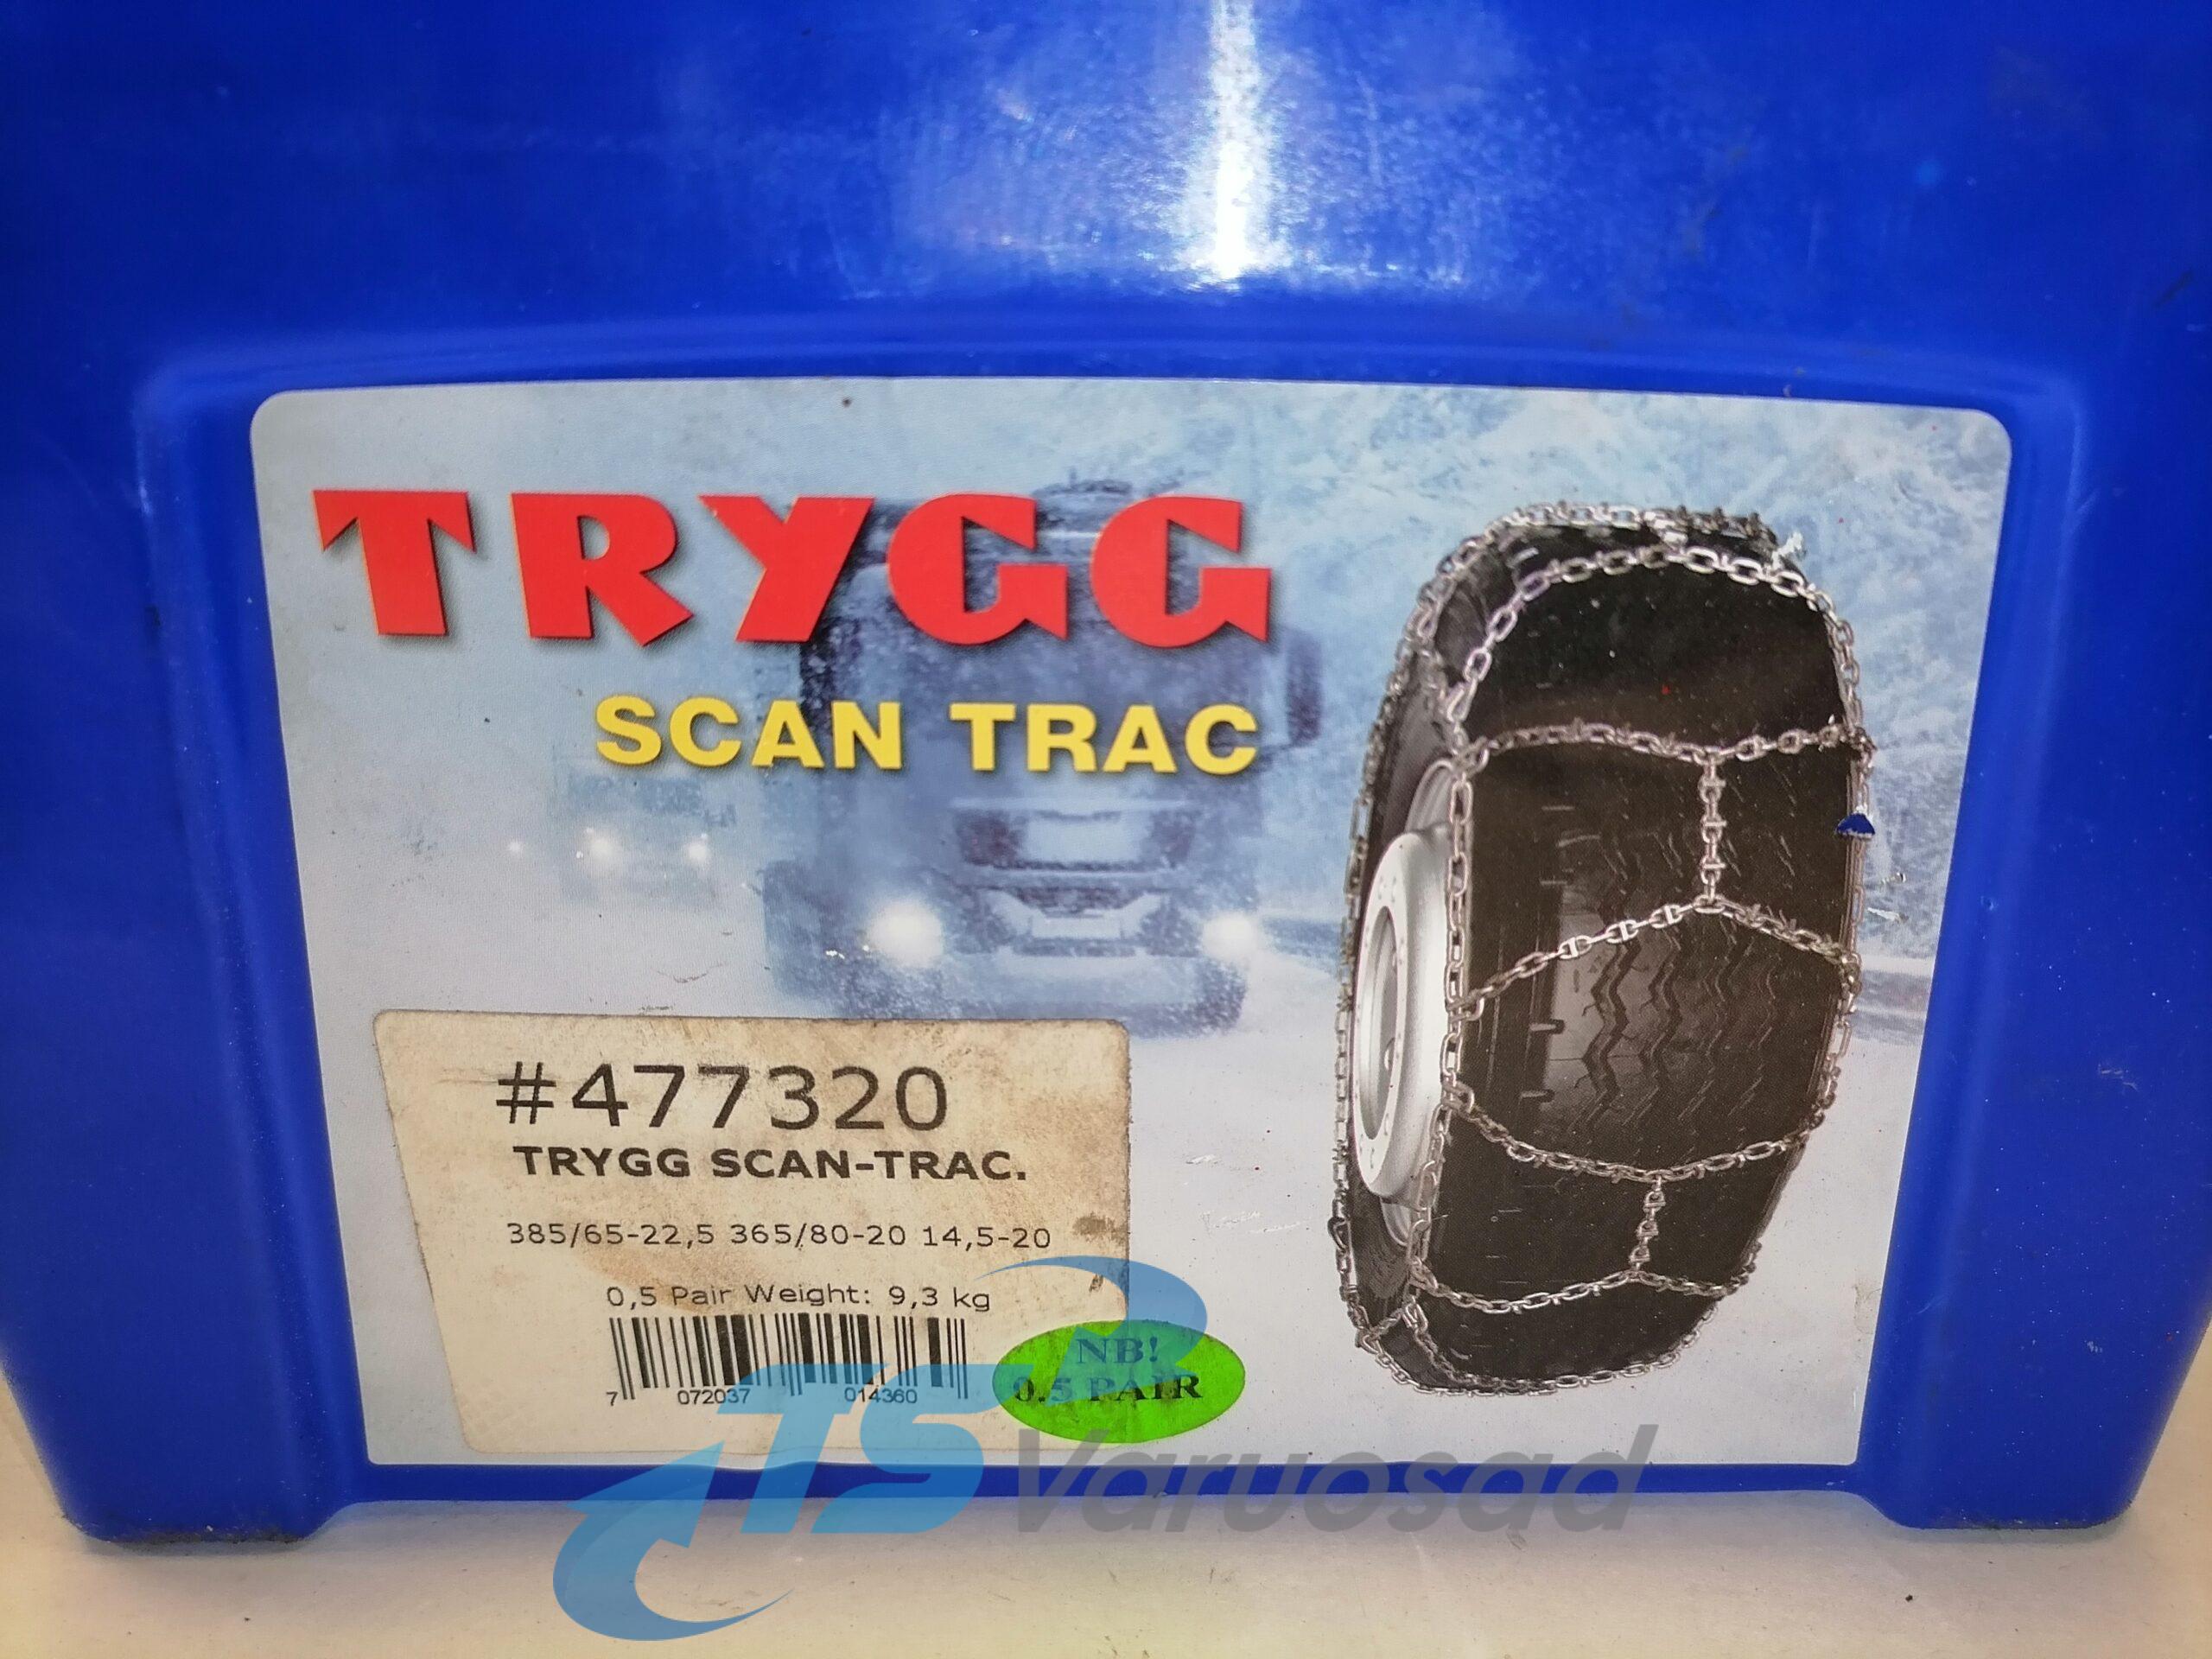 TRYGG
SCAN TRAC
#477320
TRYGG SCAN-TRAC.
385/65-22,5 365/80-20 14,5-20
0,5 Pair Weight: 9,3 kg
7 072037 014360
NB!
0.5 PAIR
TS Varuosad